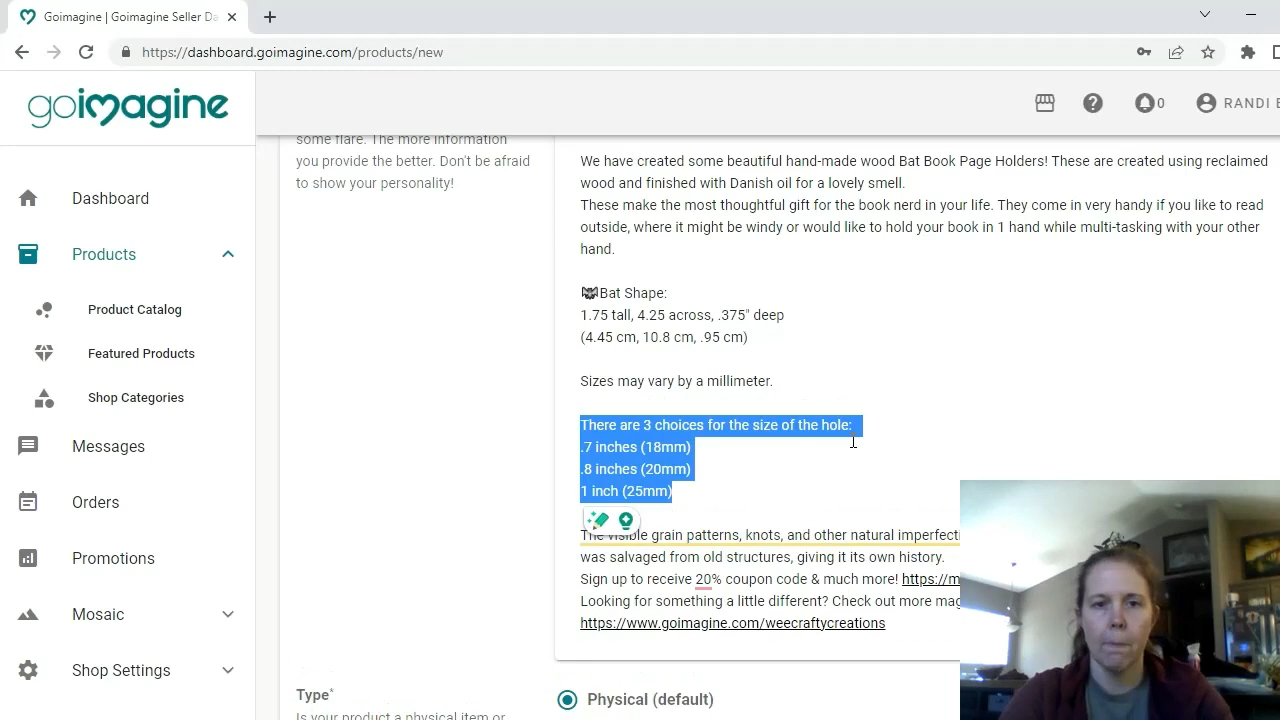 Goimagine | Goimagine Seller Da
https://dashboard.goimagine.com/products/new
goimagine
0
RANDI E
Dashboard
Products
Product Catalog
Featured Products
Shop Categories
Messages
Orders
Promotions
Mosaic
Shop Settings
some flare. The more information
you provide the better. Don't be afraid
to show your personality!
We have created some beautiful hand-made wood Bat Book Page Holders! These are created using reclaimed
wood and finished with Danish oil for a lovely smell.
These make the most thoughtful gift for the book nerd in your life. They come in very handy if you like to read
outside, where it might be windy or would like to hold your book in 1 hand while multi-tasking with your other
hand.
🦇Bat Shape:
1.75 tall, 4.25 across, .375" deep
(4.45 cm, 10.8 cm, .95 cm)
Sizes may vary by a millimeter.
There are 3 choices for the size of the hole:
.7 inches (18mm)
.8 inches (20mm)
1 inch (25mm)
The visible grain patterns, knots, and other natural imperfecti
was salvaged from old structures, giving it its own history.
Sign up to receive 20% coupon code & much more! https://m
Looking for something a little different? Check out more mag
https://www.goimagine.com/weecraftycreations
Type*
Is your product a physical item or
Physical (default)